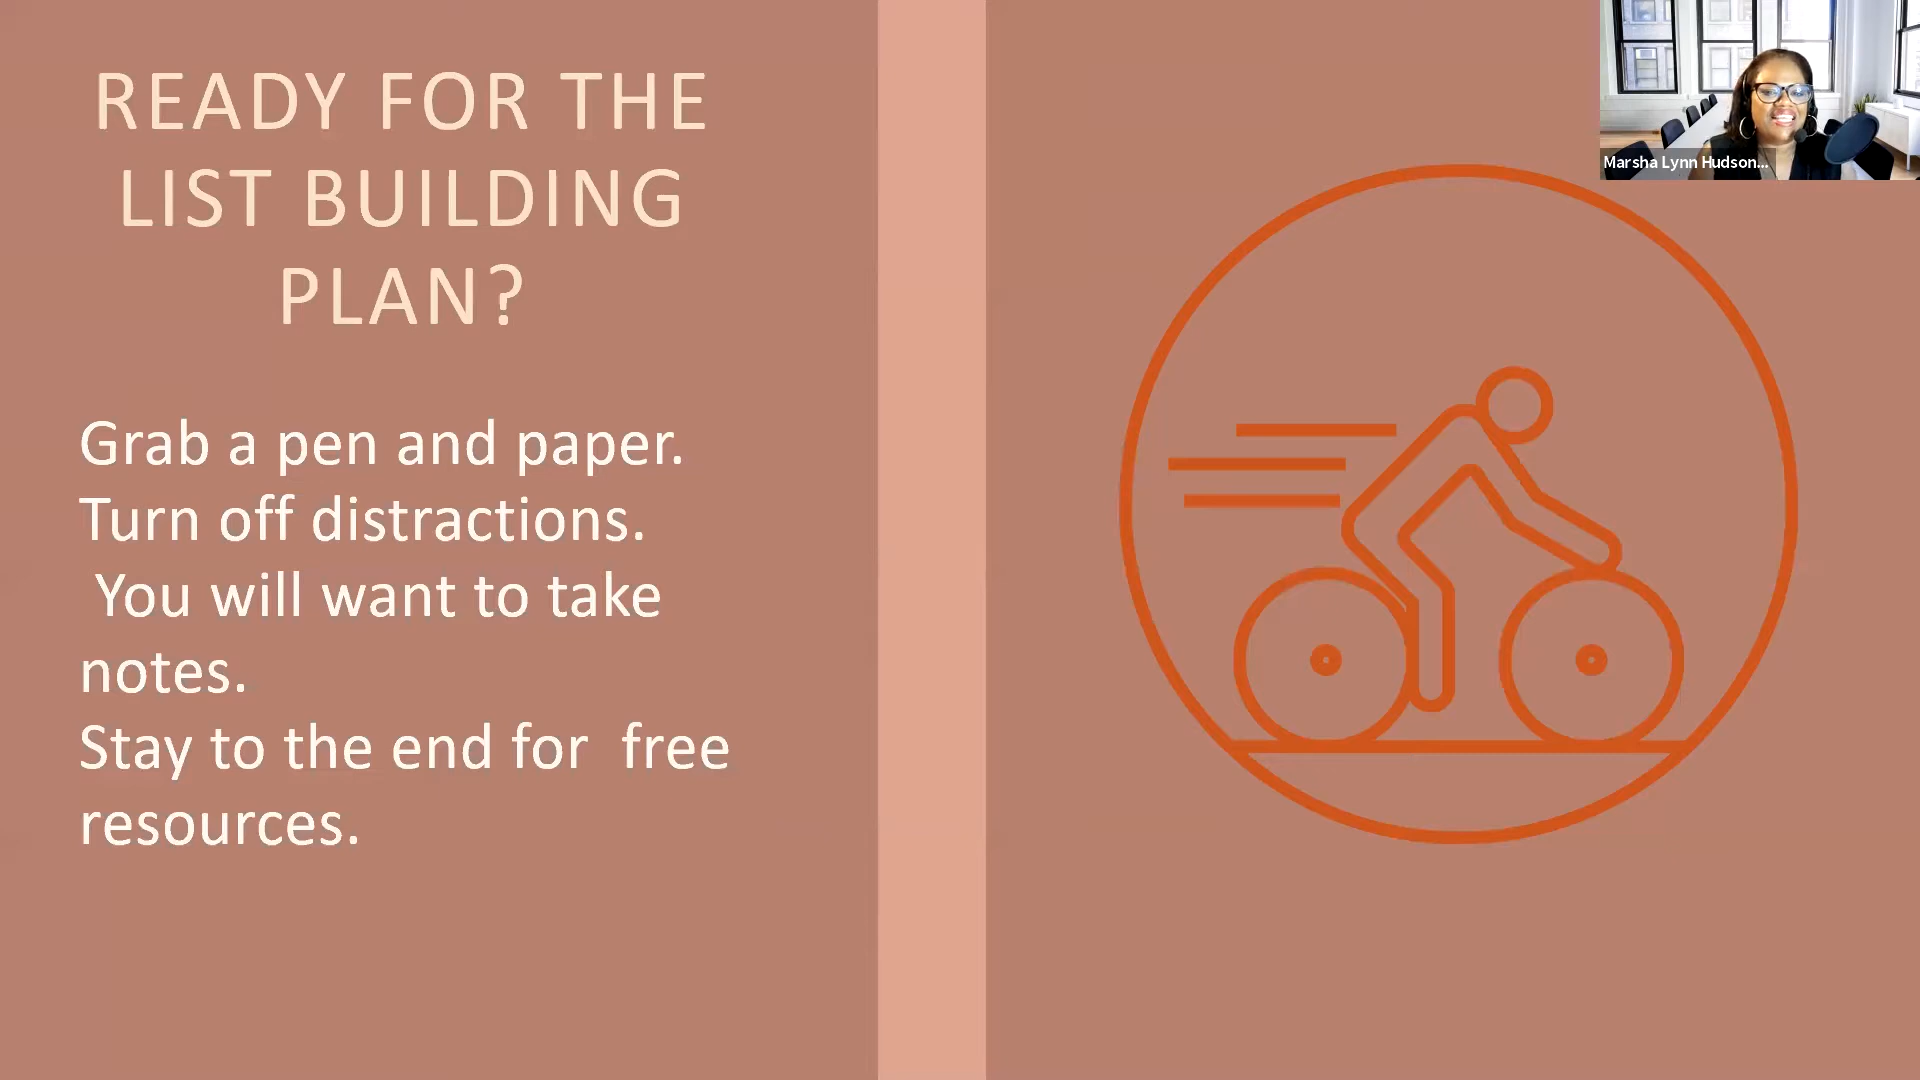 READY FOR THE
LIST BUILDING
PLAN?
Grab a pen and paper.
Turn off distractions.
You will want to take
notes.
Stay to the end for free
resources.
Marsha Lynn Hudson...